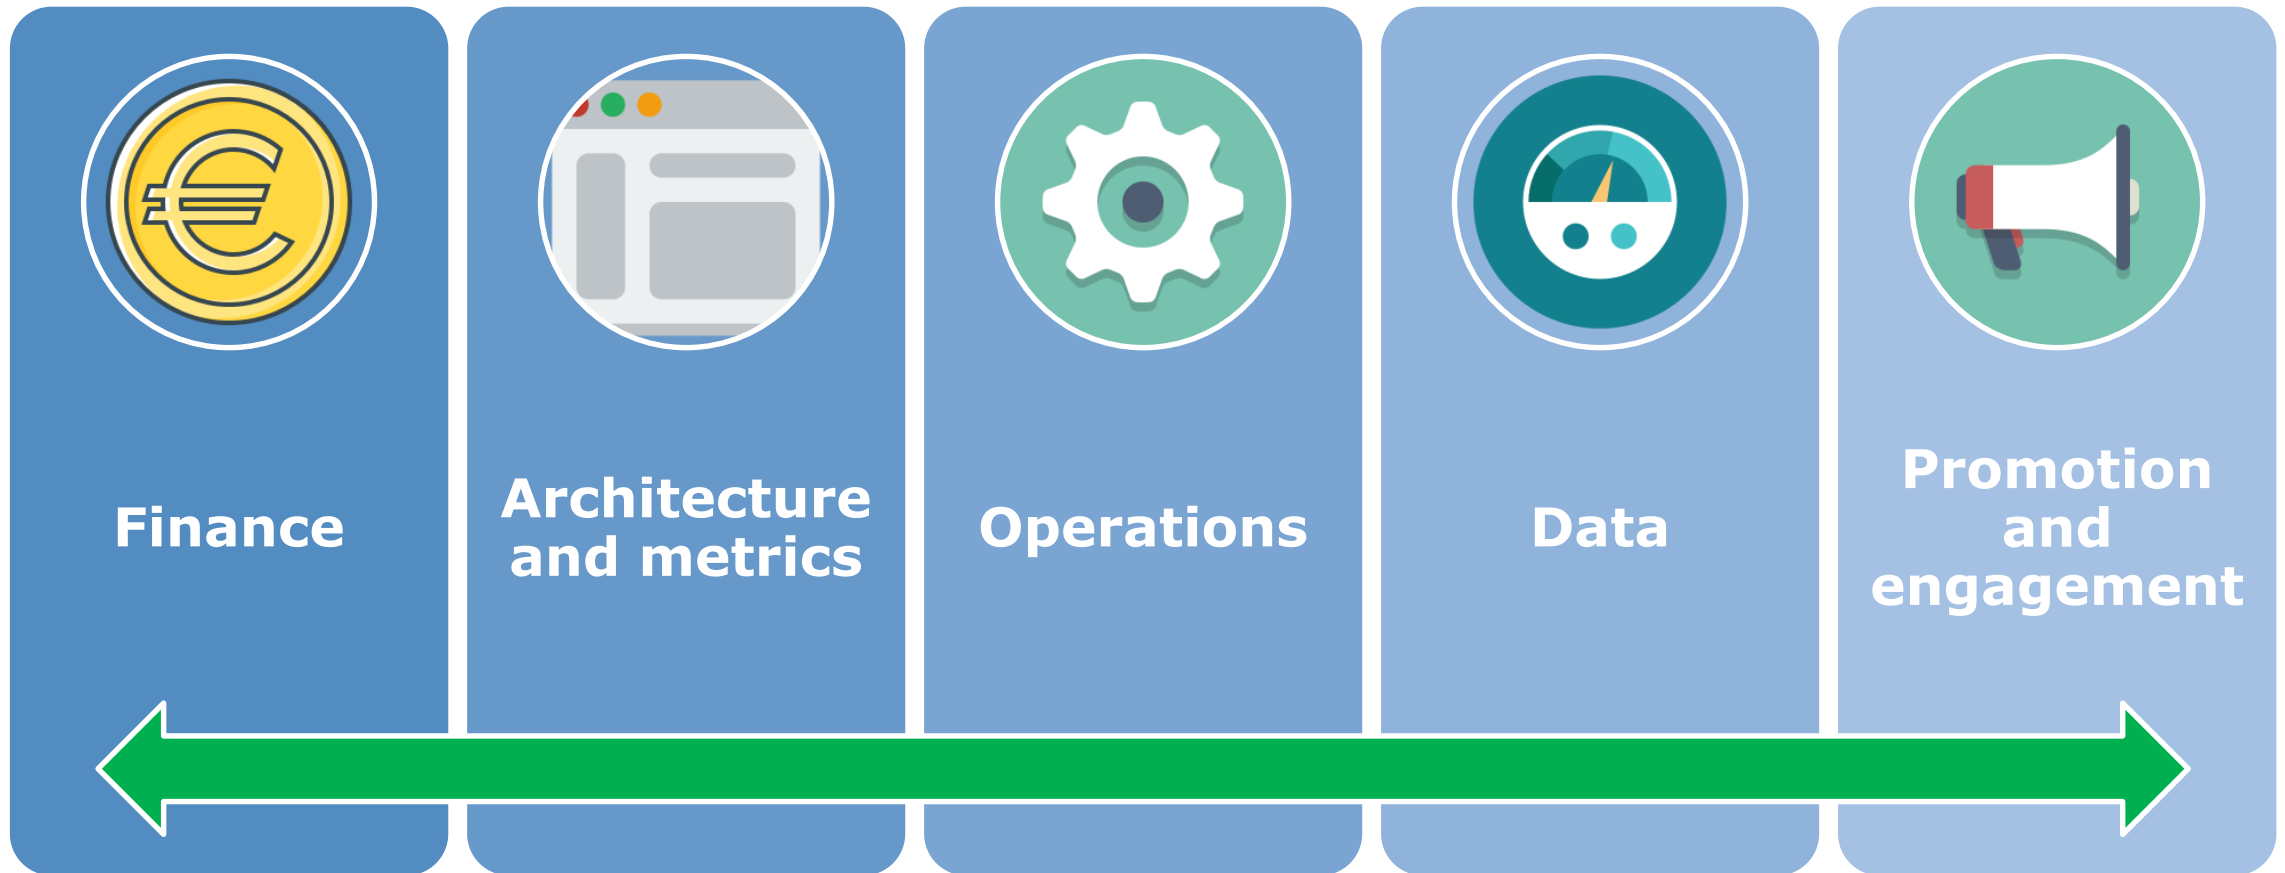 Finance
Architecture
and metrics
Operations
Data
Promotion
and
engagement